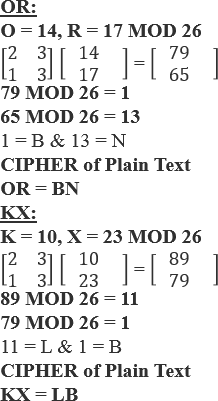 OR:
O = 14, R = 17 MOD 26
[2 3] [14] = [79]
[1 3] [17] [65]
79 MOD 26 = 1
65 MOD 26 = 13
1 = B & 13 = N
CIPHER of Plain Text
OR = BN
KX:
K = 10, X = 23 MOD 26
[2 3] [10] = [89]
[1 3] [23] [79]
89 MOD 26 = 11
79 MOD 26 = 1
11 = L & 1 = B
CIPHER of Plain Text
KX = LB